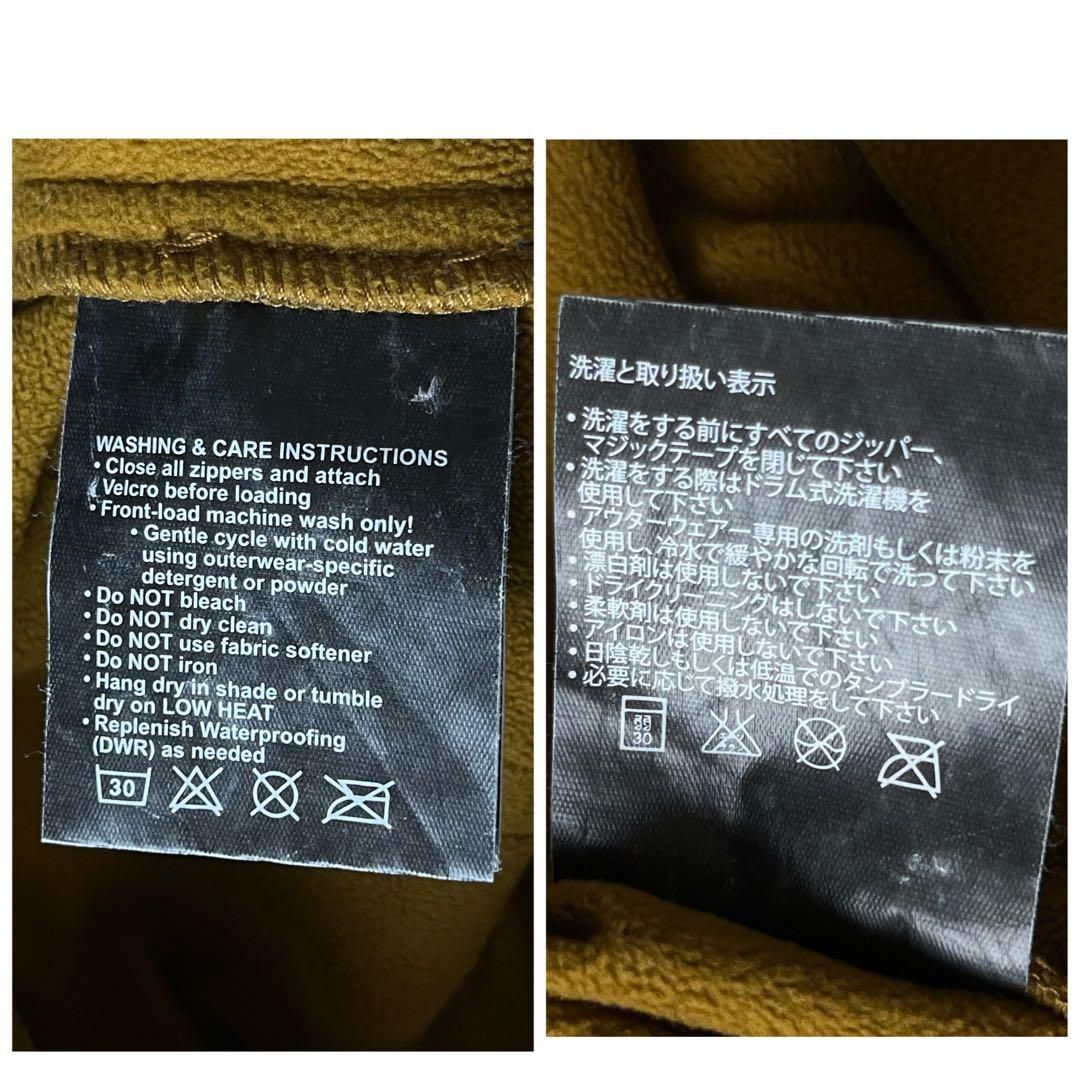 WASHING & CARE INSTRUCTIONS
• Close all zippers and attach
Velcro before loading
• Front-load machine wash only!
• Gentle cycle with cold water
using outerwear-specific
detergent or powder
• Do NOT bleach
• Do NOT dry clean
• Do NOT use fabric softener
• Do NOT iron
• Hang dry in shade or tumble
dry on LOW HEAT
• Replenish Waterproofing
(DWR) as needed
30
洗濯と取り扱い表示
• 洗濯をする前にすべてのジッパー、
マジックテープを閉じて下さい
• 洗濯をする際はドラム式洗濯機を
使用して下さい
• アウターウェアー専用の洗剤もしくは粉末を
使用し、冷水で緩やかな回転で洗つて下さい
• 漂白剤は使用しないで下さい
• ドライクリーニングはしないで下さい
• 柔軟剤は使用しないで下さい
• アイロンは使用しないで下さい
• 日陰乾しもしくは低温でのタンブラードライ
• 必要に応じて撥水処理をして下さい
弱
30